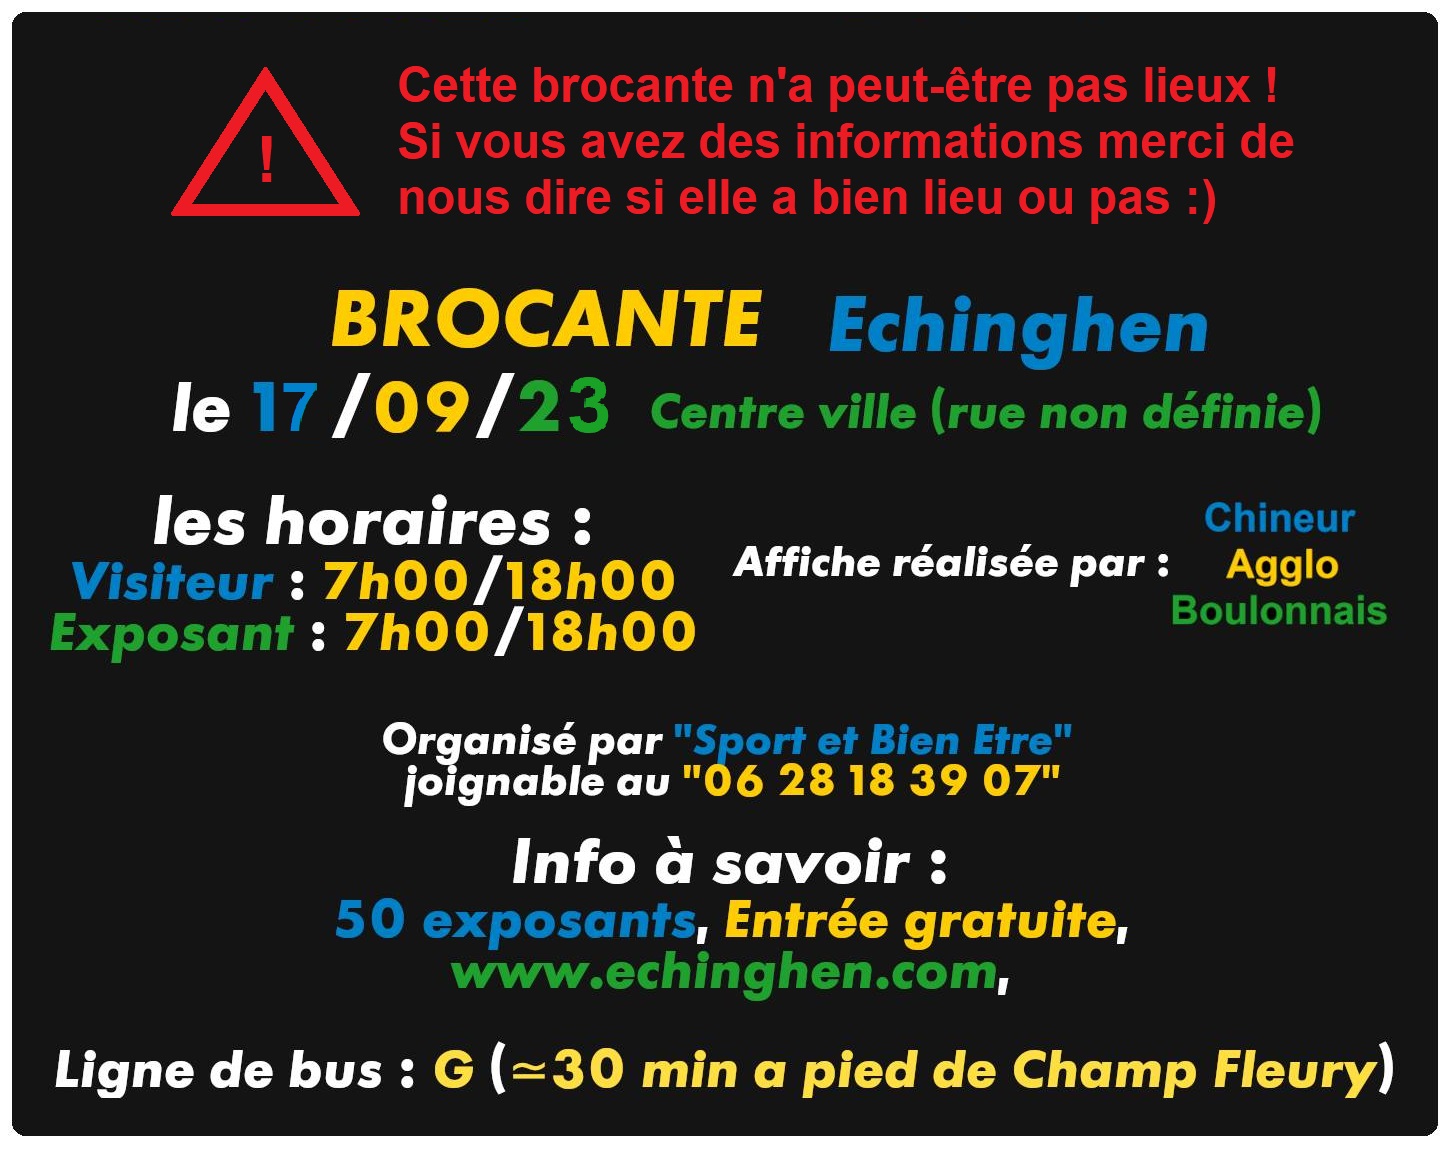 !
Cette brocante n'a peut-être pas lieux !
Si vous avez des informations merci de
nous dire si elle a bien lieu ou pas :)
BROCANTE Echinghen
le 17/09/23 Centre ville (rue non définie)
les horaires :
Visiteur : 7h00/18h00
Exposant : 7h00/18h00
Affiche réalisée par :
Chineur
Agglo
Boulonnais
Organisé par "Sport et Bien Etre"
joignable au "06 28 18 39 07"
Info à savoir :
50 exposants, Entrée gratuite,
www.echinghen.com,
Ligne de bus : G (≃30 min a pied de Champ Fleury)